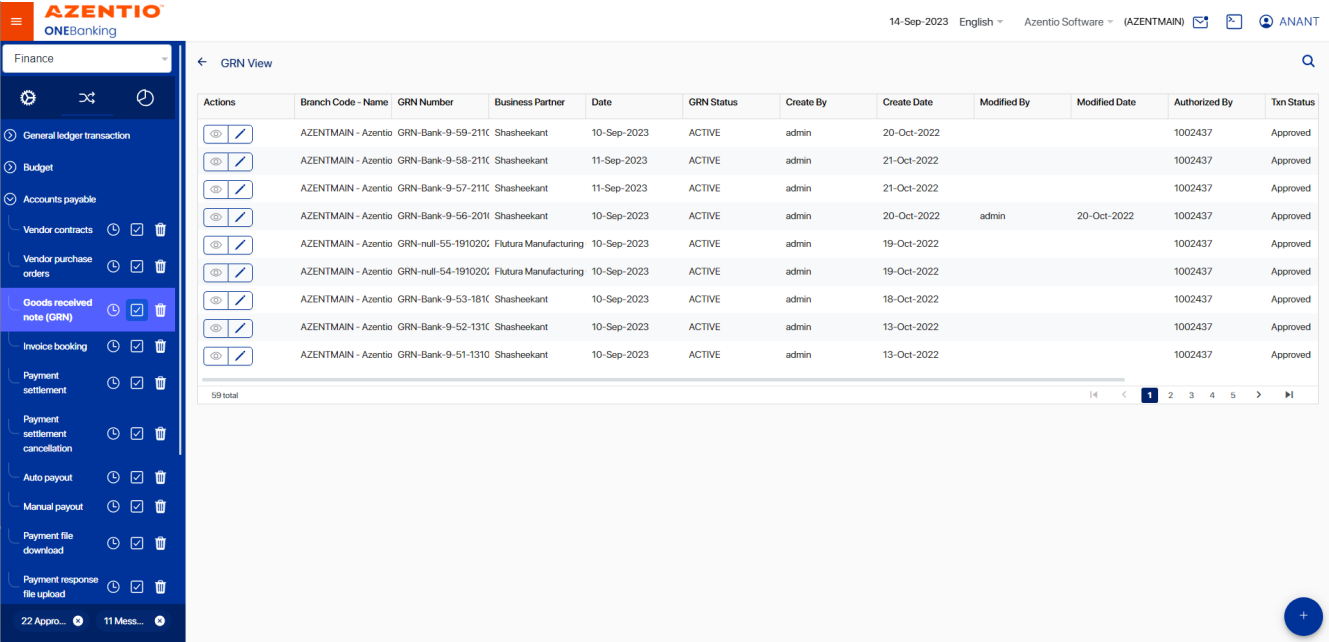 AZENTIO
ONEBanking
14-Sep-2023 English Azentio Software (AZENTMAIN) ANANT
Finance
General ledger transaction
Budget
Accounts payable
Vendor contracts
Vendor purchase
orders
Goods received
note (GRN)
Invoice booking
Payment
settlement
Payment
settlement
cancellation
Auto payout
Manual payout
Payment file
download
Payment response
file upload
22 Appro... 11 Mess...
GRN View
Actions Branch Code - Name GRN Number Business Partner Date GRN Status Create By Create Date Modified By Modified Date Authorized By Txn Status
AZENTMAIN - Azentio GRN-Bank-9-59-2110 Shasheekant 10-Sep-2023 ACTIVE admin 20-Oct-2022 1002437 Approved
AZENTMAIN - Azentio GRN-Bank-9-58-2110 Shasheekant 11-Sep-2023 ACTIVE admin 21-Oct-2022 1002437 Approved
AZENTMAIN - Azentio GRN-Bank-9-57-2110 Shasheekant 11-Sep-2023 ACTIVE admin 21-Oct-2022 1002437 Approved
AZENTMAIN - Azentio GRN-Bank-9-56-2010 Shasheekant 10-Sep-2023 ACTIVE admin 20-Oct-2022 admin 20-Oct-2022 1002437 Approved
AZENTMAIN - Azentio GRN-null-55-1910202 Flutura Manufacturing 10-Sep-2023 ACTIVE admin 19-Oct-2022 1002437 Approved
AZENTMAIN - Azentio GRN-null-54-1910202 Flutura Manufacturing 10-Sep-2023 ACTIVE admin 19-Oct-2022 1002437 Approved
AZENTMAIN - Azentio GRN-Bank-9-53-1810 Shasheekant 10-Sep-2023 ACTIVE admin 18-Oct-2022 1002437 Approved
AZENTMAIN - Azentio GRN-Bank-9-52-1310 Shasheekant 10-Sep-2023 ACTIVE admin 13-Oct-2022 1002437 Approved
AZENTMAIN - Azentio GRN-Bank-9-51-1310 Shasheekant 10-Sep-2023 ACTIVE admin 13-Oct-2022 1002437 Approved
59 total 1 2 3 4 5